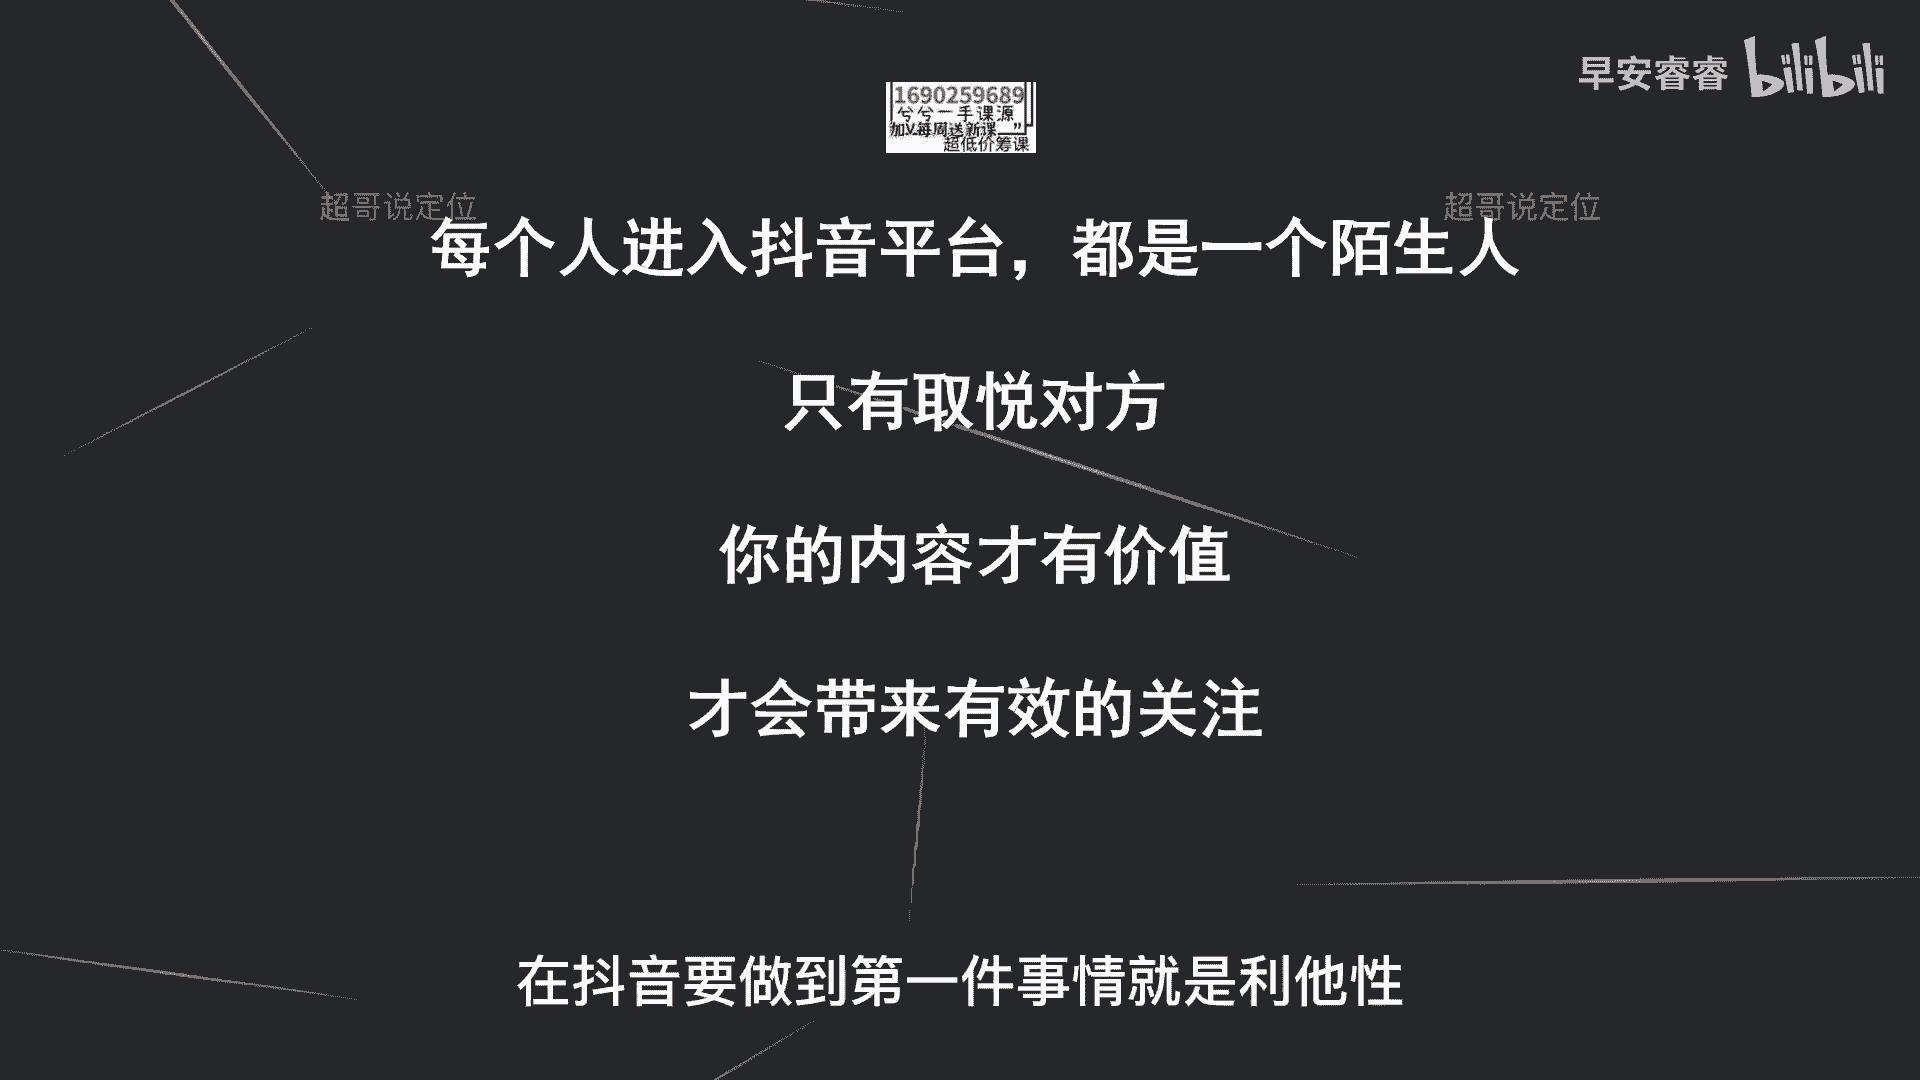 早安睿睿 bilibili
1690259689
兮兮一手课源
加V每周送新课
超低价筹课
超哥说定位 超哥说定位
每个人进入抖音平台，都是一个陌生人
只有取悦对方
你的内容才有价值
才会带来有效的关注
在抖音要做到第一件事情就是利他性